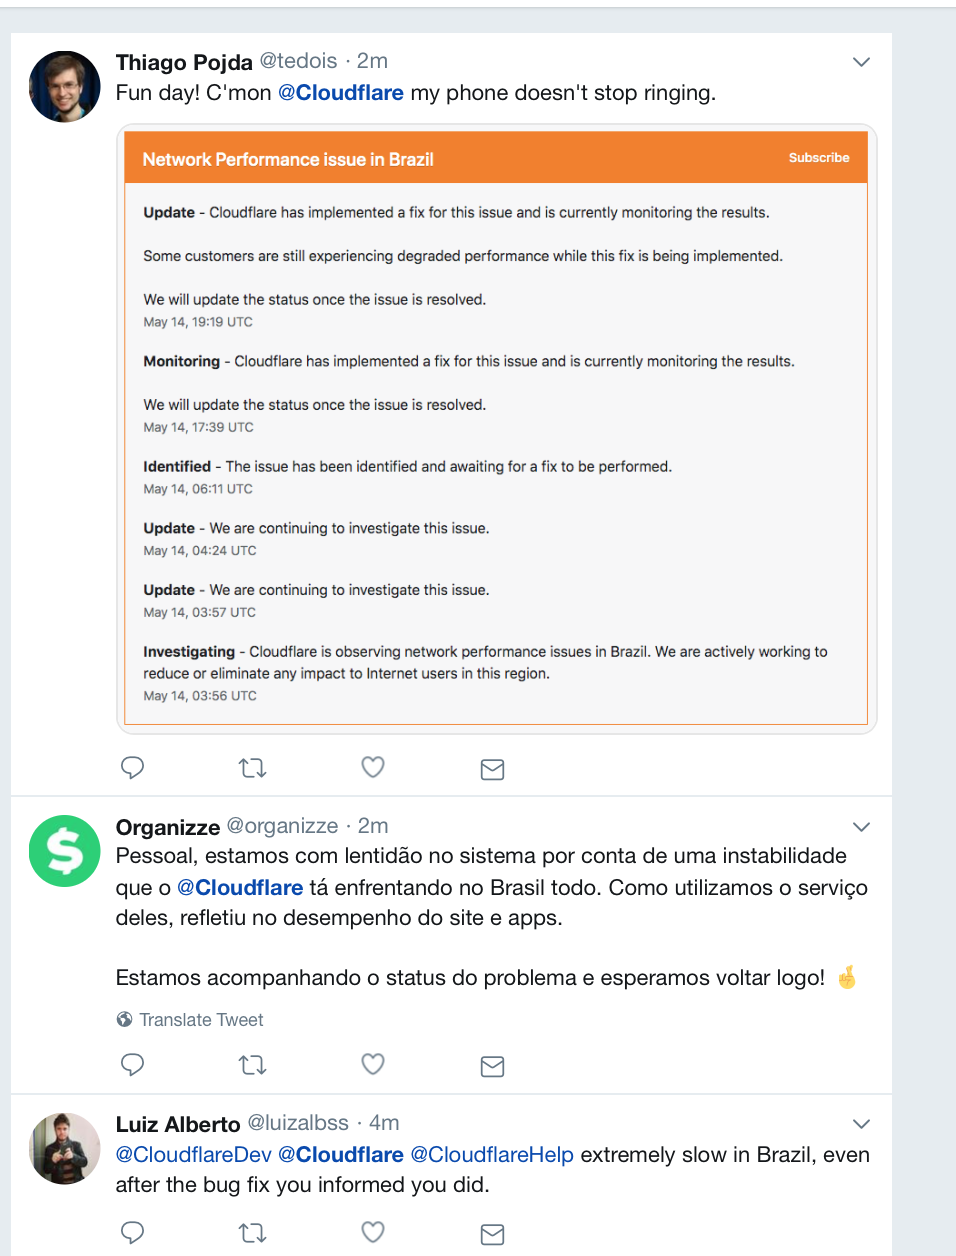 Thiago Pojda @tedois · 2m
Fun day! C'mon @Cloudflare my phone doesn't stop ringing.
Network Performance issue in Brazil
Subscribe
Update - Cloudflare has implemented a fix for this issue and is currently monitoring the results.
Some customers are still experiencing degraded performance while this fix is being implemented.
We will update the status once the issue is resolved.
May 14, 19:19 UTC
Monitoring - Cloudflare has implemented a fix for this issue and is currently monitoring the results.
We will update the status once the issue is resolved.
May 14, 17:39 UTC
Identified - The issue has been identified and awaiting for a fix to be performed.
May 14, 06:11 UTC
Update - We are continuing to investigate this issue.
May 14, 04:24 UTC
Update - We are continuing to investigate this issue.
May 14, 03:57 UTC
Investigating - Cloudflare is observing network performance issues in Brazil. We are actively working to
reduce or eliminate any impact to Internet users in this region.
May 14, 03:56 UTC
$
Organizze @organizze · 2m
Pessoal, estamos com lentidão no sistema por conta de uma instabilidade
que o @Cloudflare tá enfrentando no Brasil todo. Como utilizamos o serviço
deles, refletiu no desempenho do site e apps.
Estamos acompanhando o status do problema e esperamos voltar logo! 🤞
Translate Tweet
Luiz Alberto @luizalbss · 4m
@CloudflareDev @Cloudflare @CloudflareHelp extremely slow in Brazil, even
after the bug fix you informed you did.